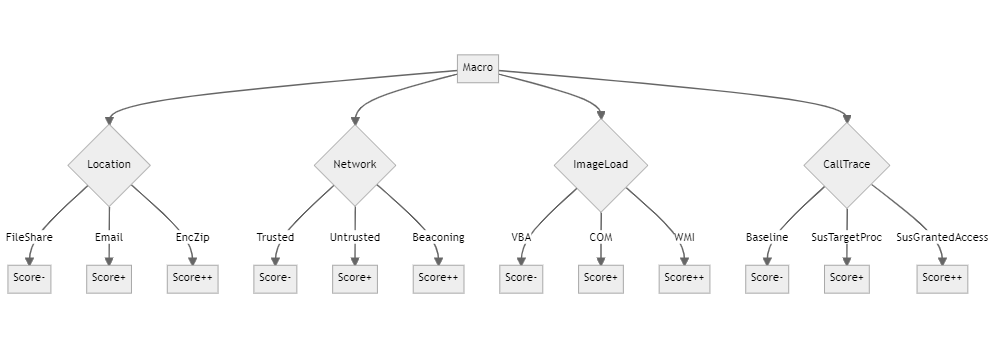 Macro
Location
Network
ImageLoad
CallTrace
FileShare
Email
EncZip
Trusted
Untrusted
Beaconing
VBA
COM
WMI
Baseline
SusTargetProc
SusGrantedAccess
Score-
Score+
Score++
Score-
Score+
Score++
Score-
Score+
Score++
Score-
Score+
Score++